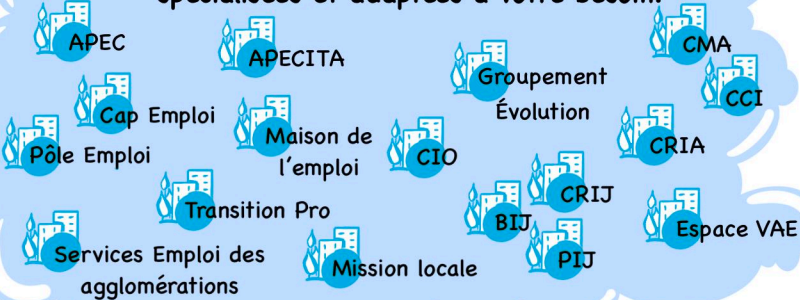 APEC
APECITA
CMA
Groupement
Évolution
CCI
Cap Emploi
Maison de
l'emploi
CRIA
Pôle Emploi
CIO
CRIJ
Transition Pro
BIJ
Espace VAE
PIJ
Services Emploi des
agglomérations
Mission locale